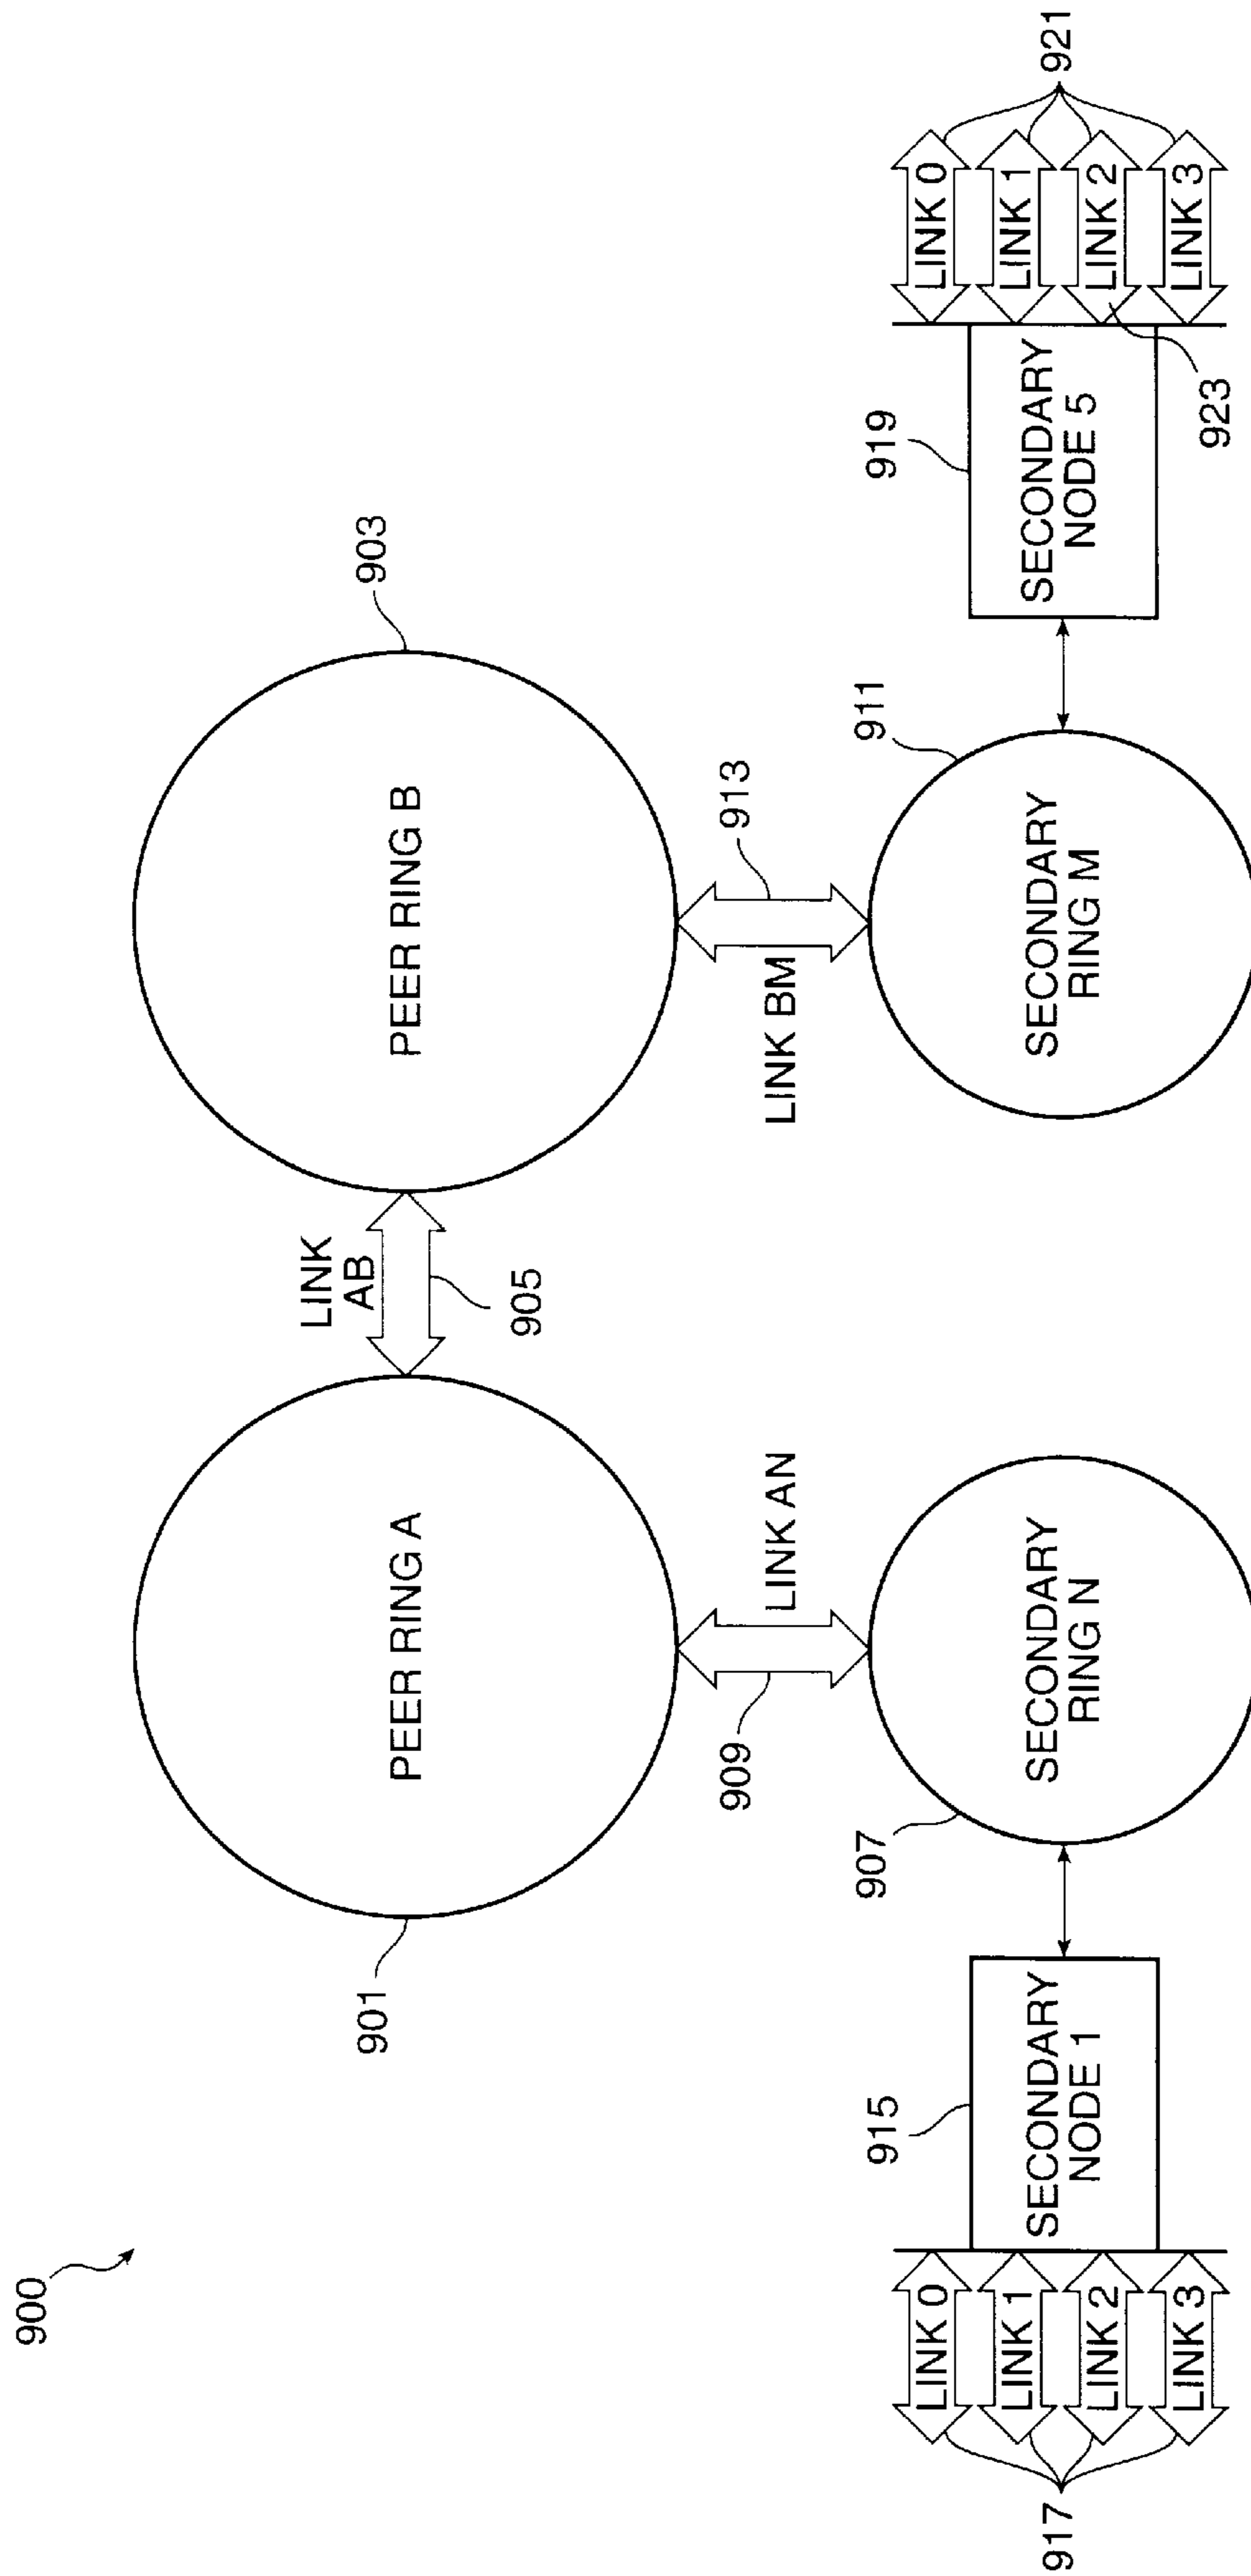 900
901
PEER RING A
LINK
AB
905
PEER RING B
903
909
LINK AN
LINK BM
913
907
SECONDARY
RING N
911
SECONDARY
RING M
915
SECONDARY
NODE 1
919
SECONDARY
NODE 5
917
LINK 0
LINK 1
LINK 2
LINK 3
LINK 0
LINK 1
LINK 2
LINK 3
921
923